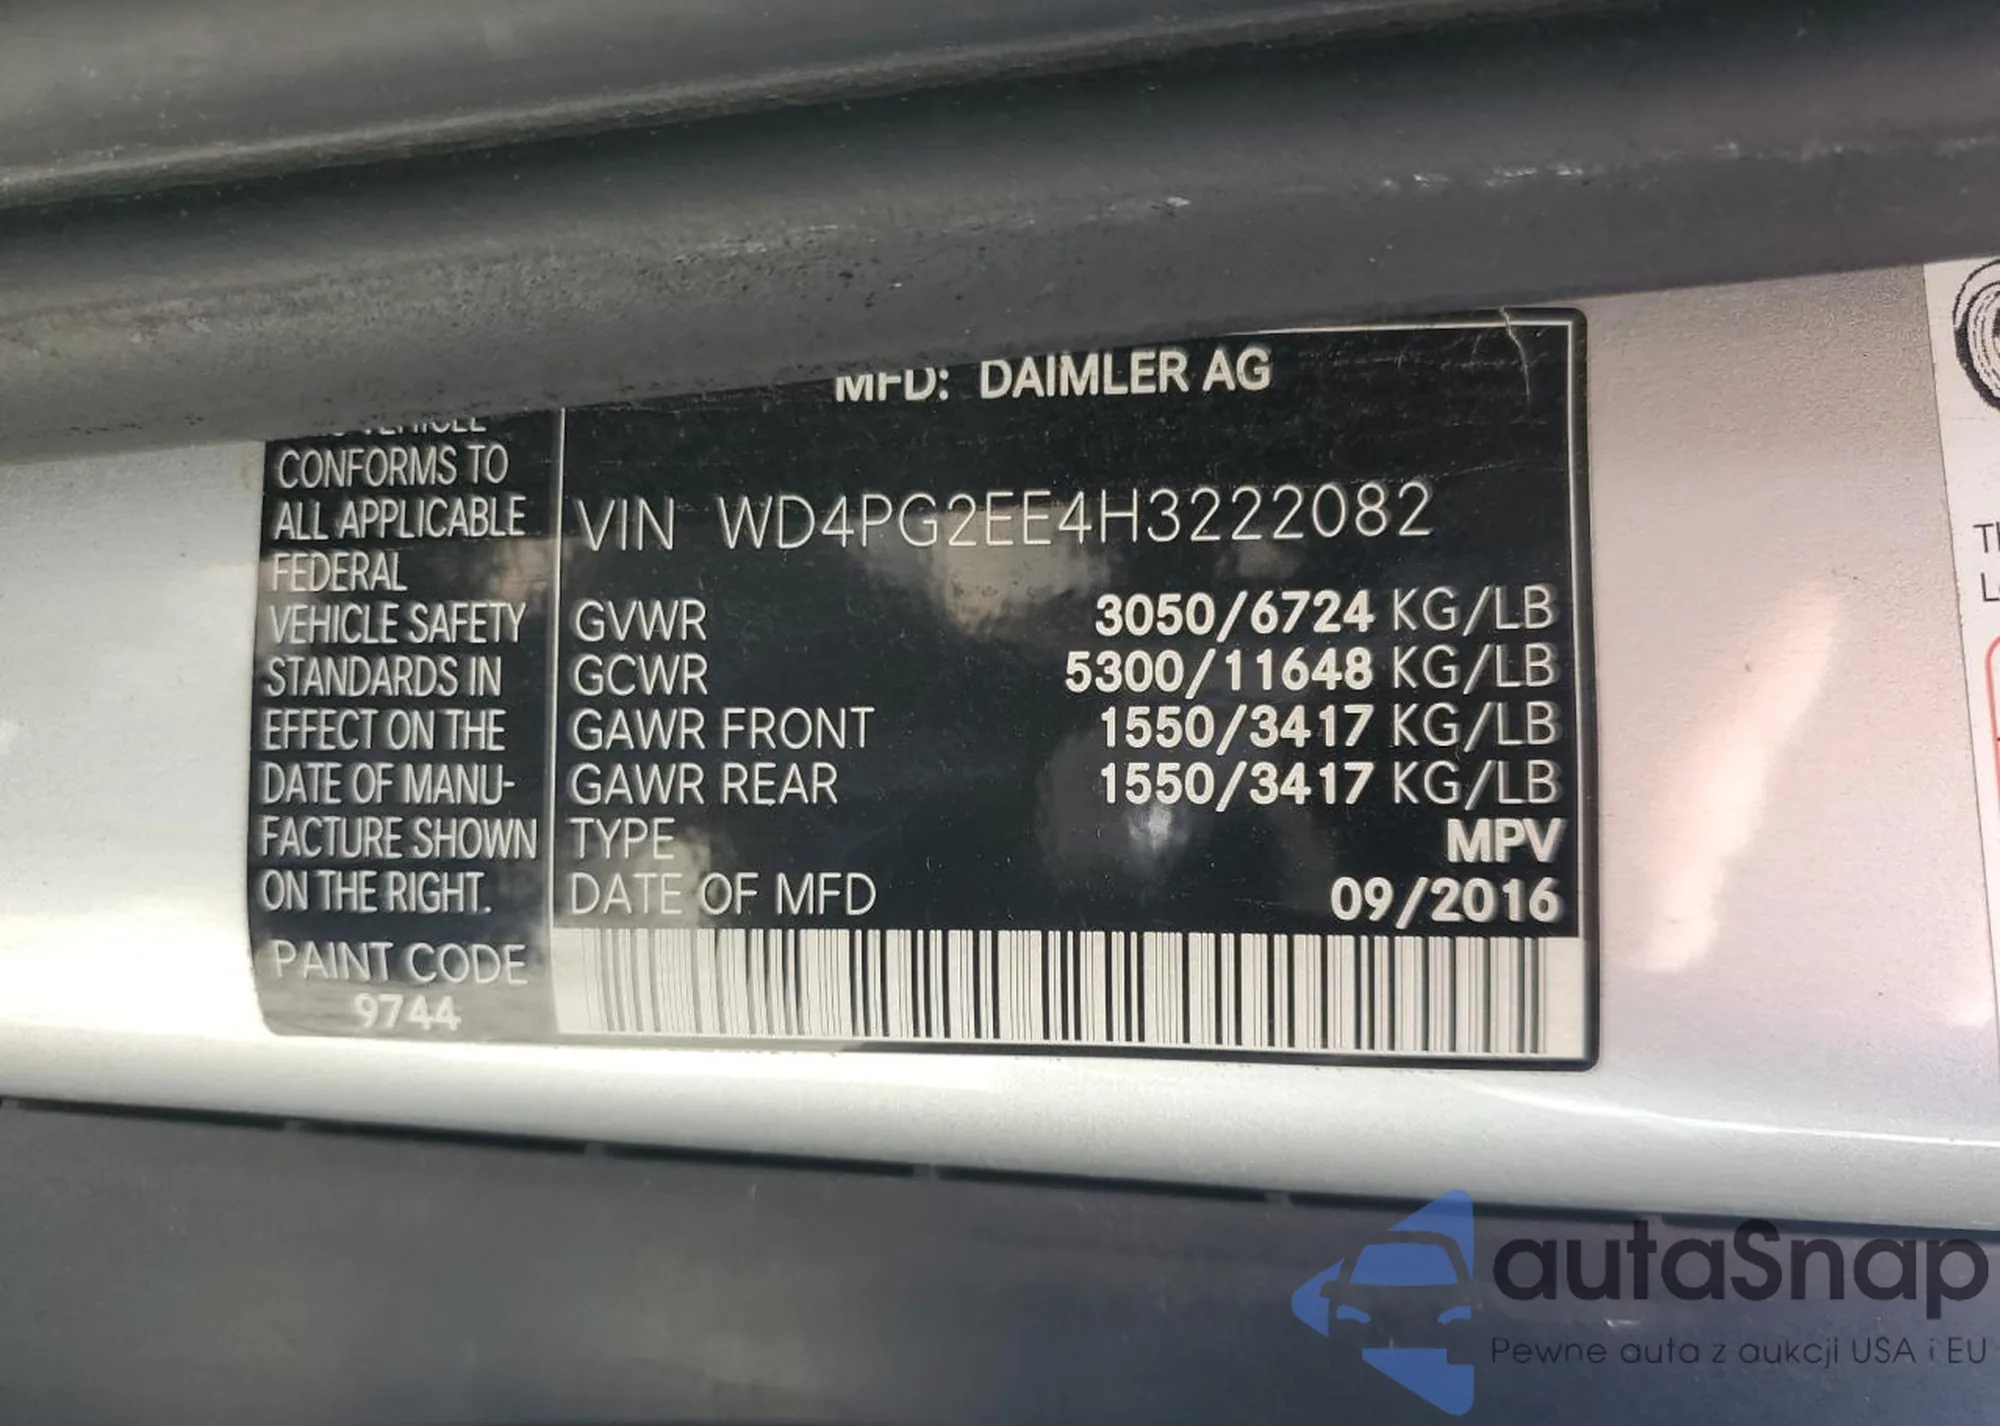 MFD: DAIMLER AG
VEHICLE
CONFORMS TO
ALL APPLICABLE
FEDERAL
VEHICLE SAFETY
STANDARDS IN
EFFECT ON THE
DATE OF MANU-
FACTURE SHOWN
ON THE RIGHT.
PAINT CODE
9744
VIN WD4PG2EE4H3222082
GVWR 3050/6724 KG/LB
GCWR 5300/11648 KG/LB
GAWR FRONT 1550/3417 KG/LB
GAWR REAR 1550/3417 KG/LB
TYPE MPV
DATE OF MFD 09/2016
autaSnap
Pewne auta z aukcji USA i EU